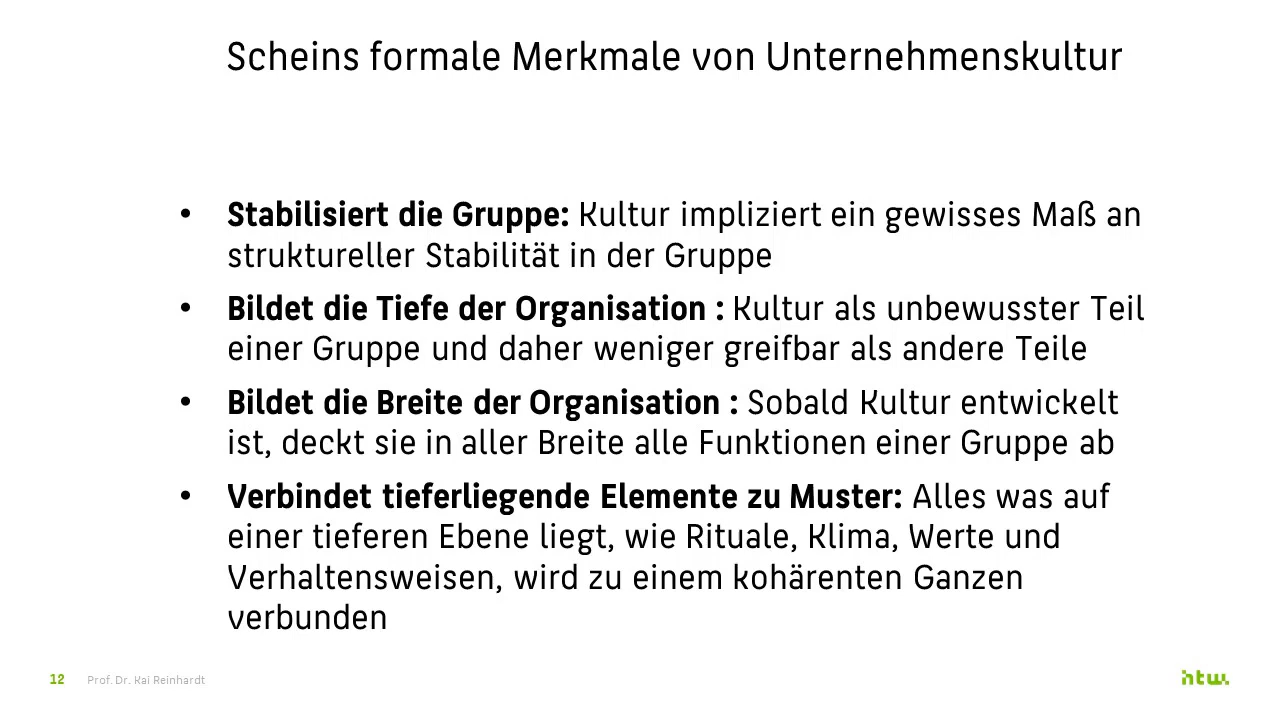 Scheins formale Merkmale von Unternehmenskultur
• Stabilisiert die Gruppe: Kultur impliziert ein gewisses Maß an
struktureller Stabilität in der Gruppe
• Bildet die Tiefe der Organisation : Kultur als unbewusster Teil
einer Gruppe und daher weniger greifbar als andere Teile
• Bildet die Breite der Organisation : Sobald Kultur entwickelt
ist, deckt sie in aller Breite alle Funktionen einer Gruppe ab
• Verbindet tieferliegende Elemente zu Muster: Alles was auf
einer tieferen Ebene liegt, wie Rituale, Klima, Werte und
Verhaltensweisen, wird zu einem kohärenten Ganzen
verbunden
12 Prof. Dr. Kai Reinhardt
htw.